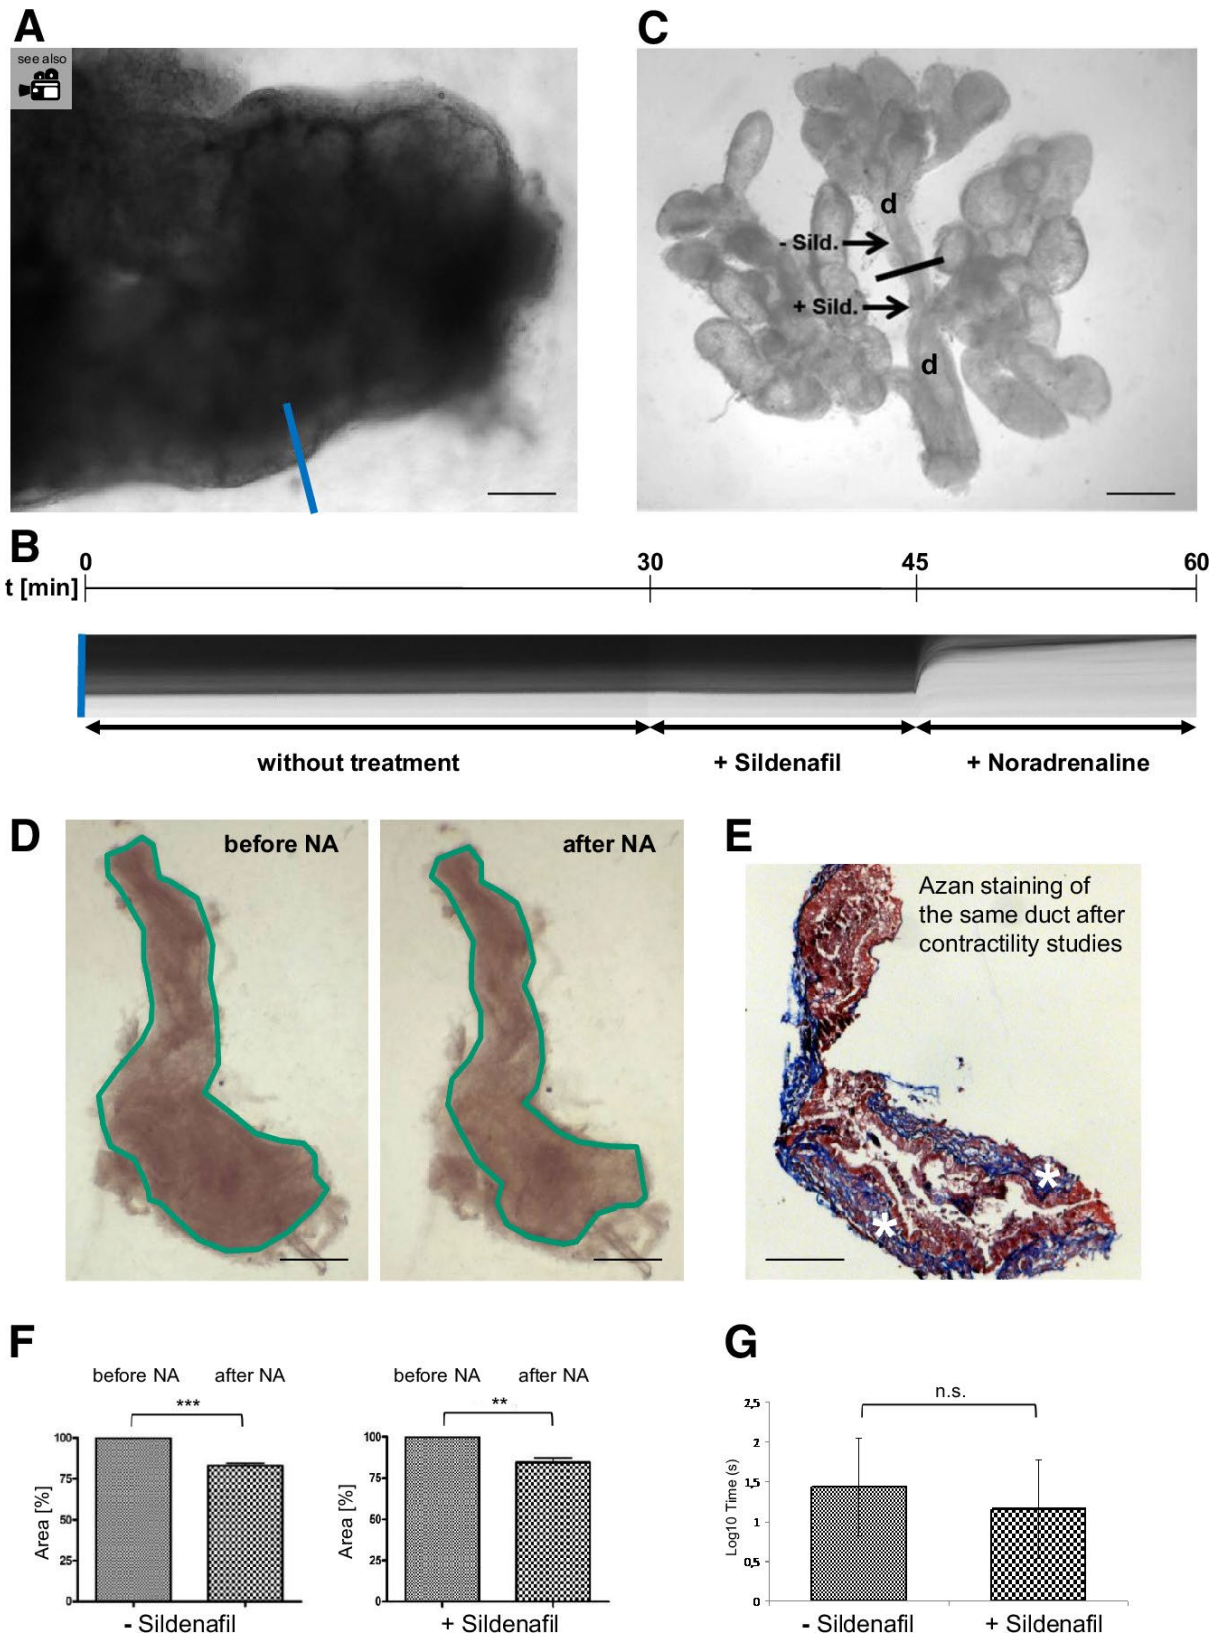 A
see also
C
d
- Sild.
+ Sild.
d
B
0 30 45 60
t [min]
without treatment + Sildenafil + Noradrenaline
D
before NA
after NA
E
Azan staining of
the same duct after
contractility studies
*
*
F
before NA after NA
***
100
75
50
25
0
Area [%]
- Sildenafil
before NA after NA
**
100
75
50
25
0
Area [%]
+ Sildenafil
G
n.s.
2,5
2
1,5
1
0,5
0
Log10 Time (s)
- Sildenafil + Sildenafil